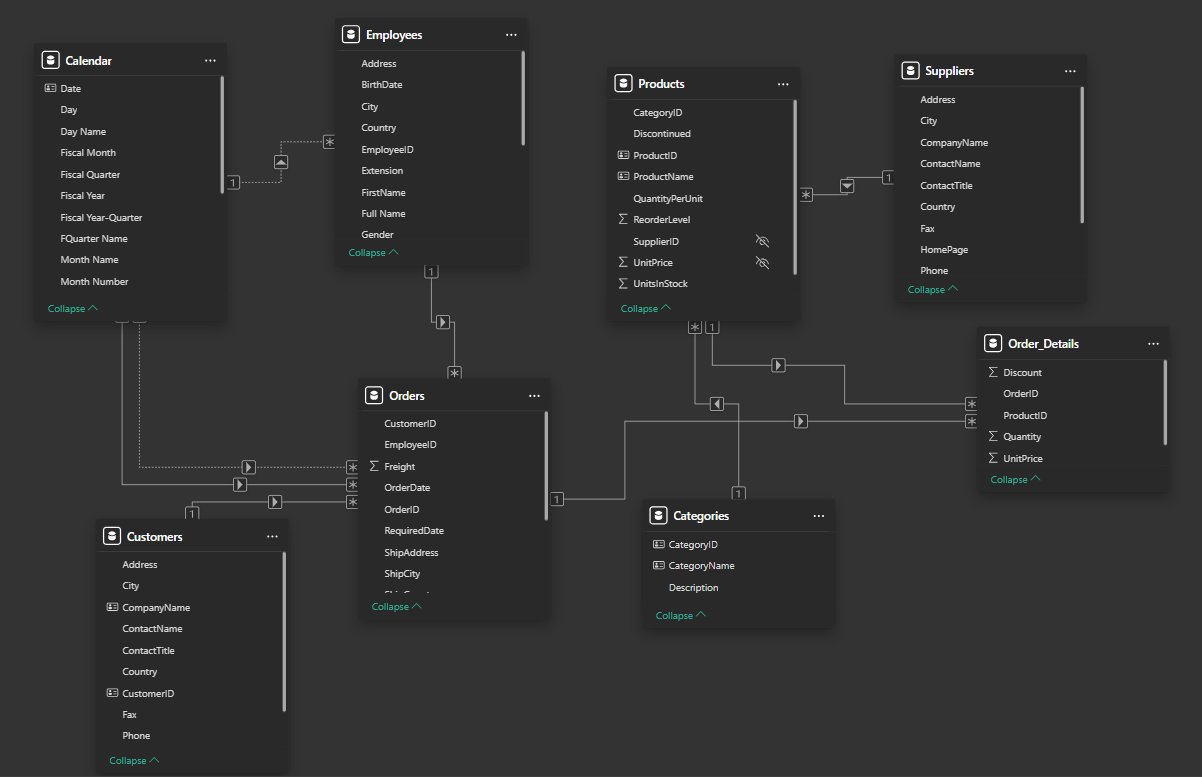 Calendar
Date
Day
Day Name
Fiscal Month
Fiscal Quarter
Fiscal Year
Fiscal Year-Quarter
FQuarter Name
Month Name
Month Number
Collapse
Employees
Address
BirthDate
City
Country
EmployeeID
Extension
FirstName
Full Name
Gender
Collapse
Products
CategoryID
Discontinued
ProductID
ProductName
QuantityPerUnit
ReorderLevel
SupplierID
UnitPrice
UnitsInStock
Collapse
Suppliers
Address
City
CompanyName
ContactName
ContactTitle
Country
Fax
HomePage
Phone
Collapse
Order_Details
Discount
OrderID
ProductID
Quantity
UnitPrice
Collapse
Orders
CustomerID
EmployeeID
Freight
OrderDate
OrderID
RequiredDate
ShipAddress
ShipCity
Collapse
Categories
CategoryID
CategoryName
Description
Collapse
Customers
Address
City
CompanyName
ContactName
ContactTitle
Country
CustomerID
Fax
Phone
Collapse
1
*
1
*
*
1
*
1
*
*
*
*
*
1
1
1